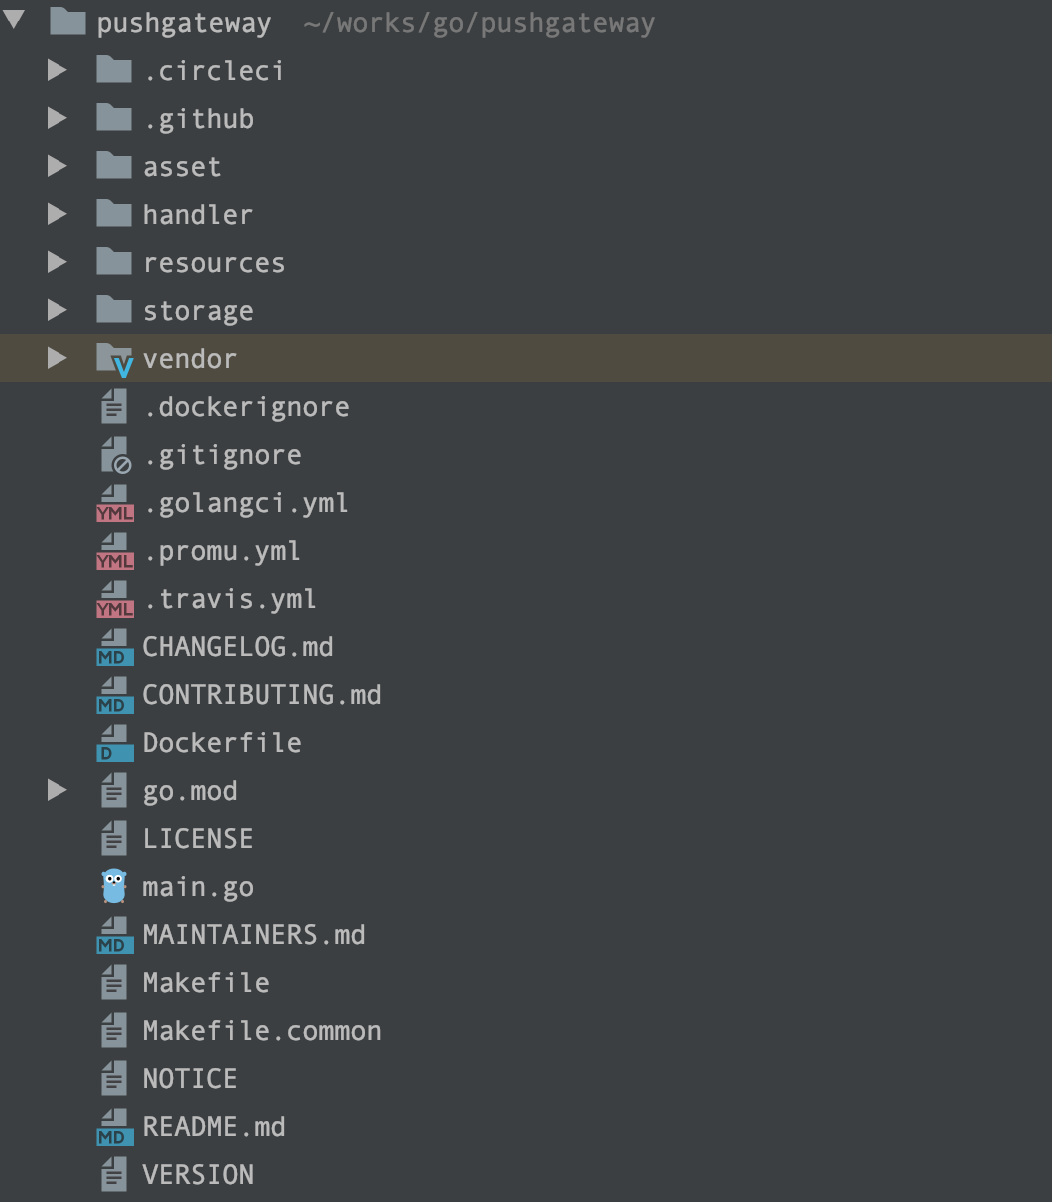 pushgateway ~/works/go/pushgateway
.circleci
.github
asset
handler
resources
storage
V vendor
.dockerignore
.gitignore
YML .golangci.yml
YML .promu.yml
YML .travis.yml
MD CHANGELOG.md
MD CONTRIBUTING.md
D Dockerfile
go.mod
LICENSE
main.go
MD MAINTAINERS.md
Makefile
Makefile.common
NOTICE
MD README.md
VERSION